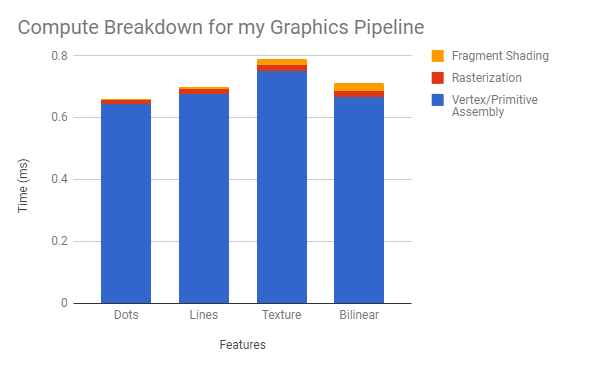 Compute Breakdown for my Graphics Pipeline
0.8
0.6
0.4
0.2
0
Time (ms)
Dots Lines Texture Bilinear
Features
Fragment Shading
Rasterization
Vertex/Primitive
Assembly